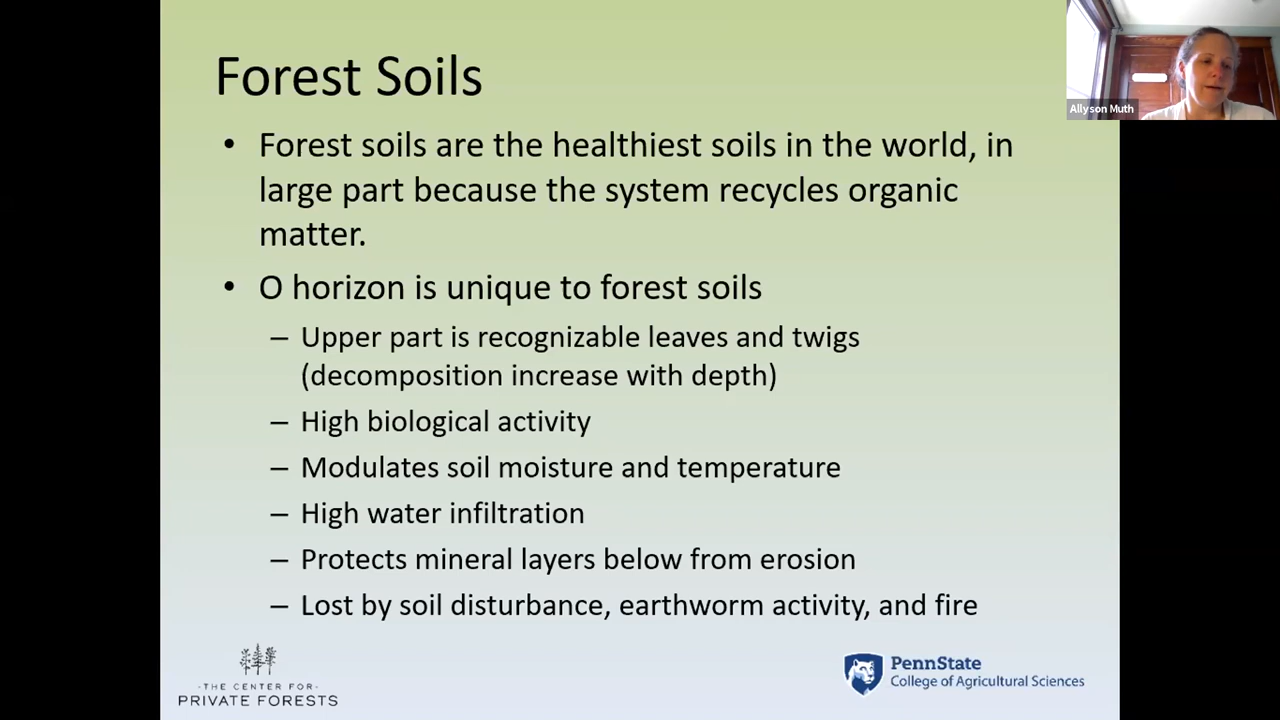 Forest Soils
• Forest soils are the healthiest soils in the world, in
large part because the system recycles organic
matter.
• O horizon is unique to forest soils
– Upper part is recognizable leaves and twigs
(decomposition increase with depth)
– High biological activity
– Modulates soil moisture and temperature
– High water infiltration
– Protects mineral layers below from erosion
– Lost by soil disturbance, earthworm activity, and fire
Allyson Muth
·THE CENTER FOR·
PRIVATE FORESTS
PennState
College of Agricultural Sciences